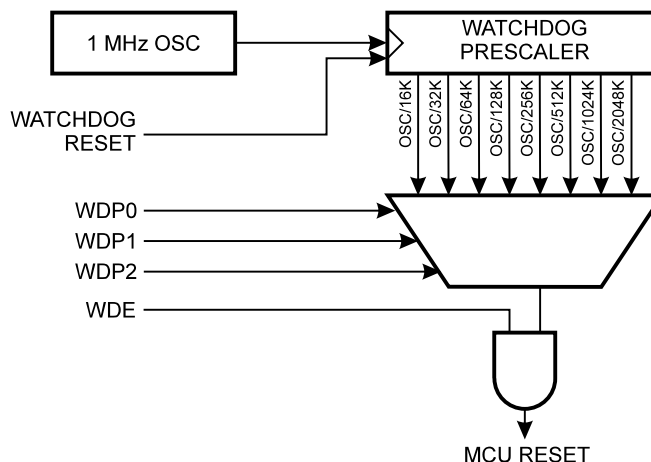 1 MHz OSC
WATCHDOG
PRESCALER
WATCHDOG
RESET
OSC/16K
OSC/32K
OSC/64K
OSC/128K
OSC/256K
OSC/512K
OSC/1024K
OSC/2048K
WDP0
WDP1
WDP2
WDE
MCU RESET